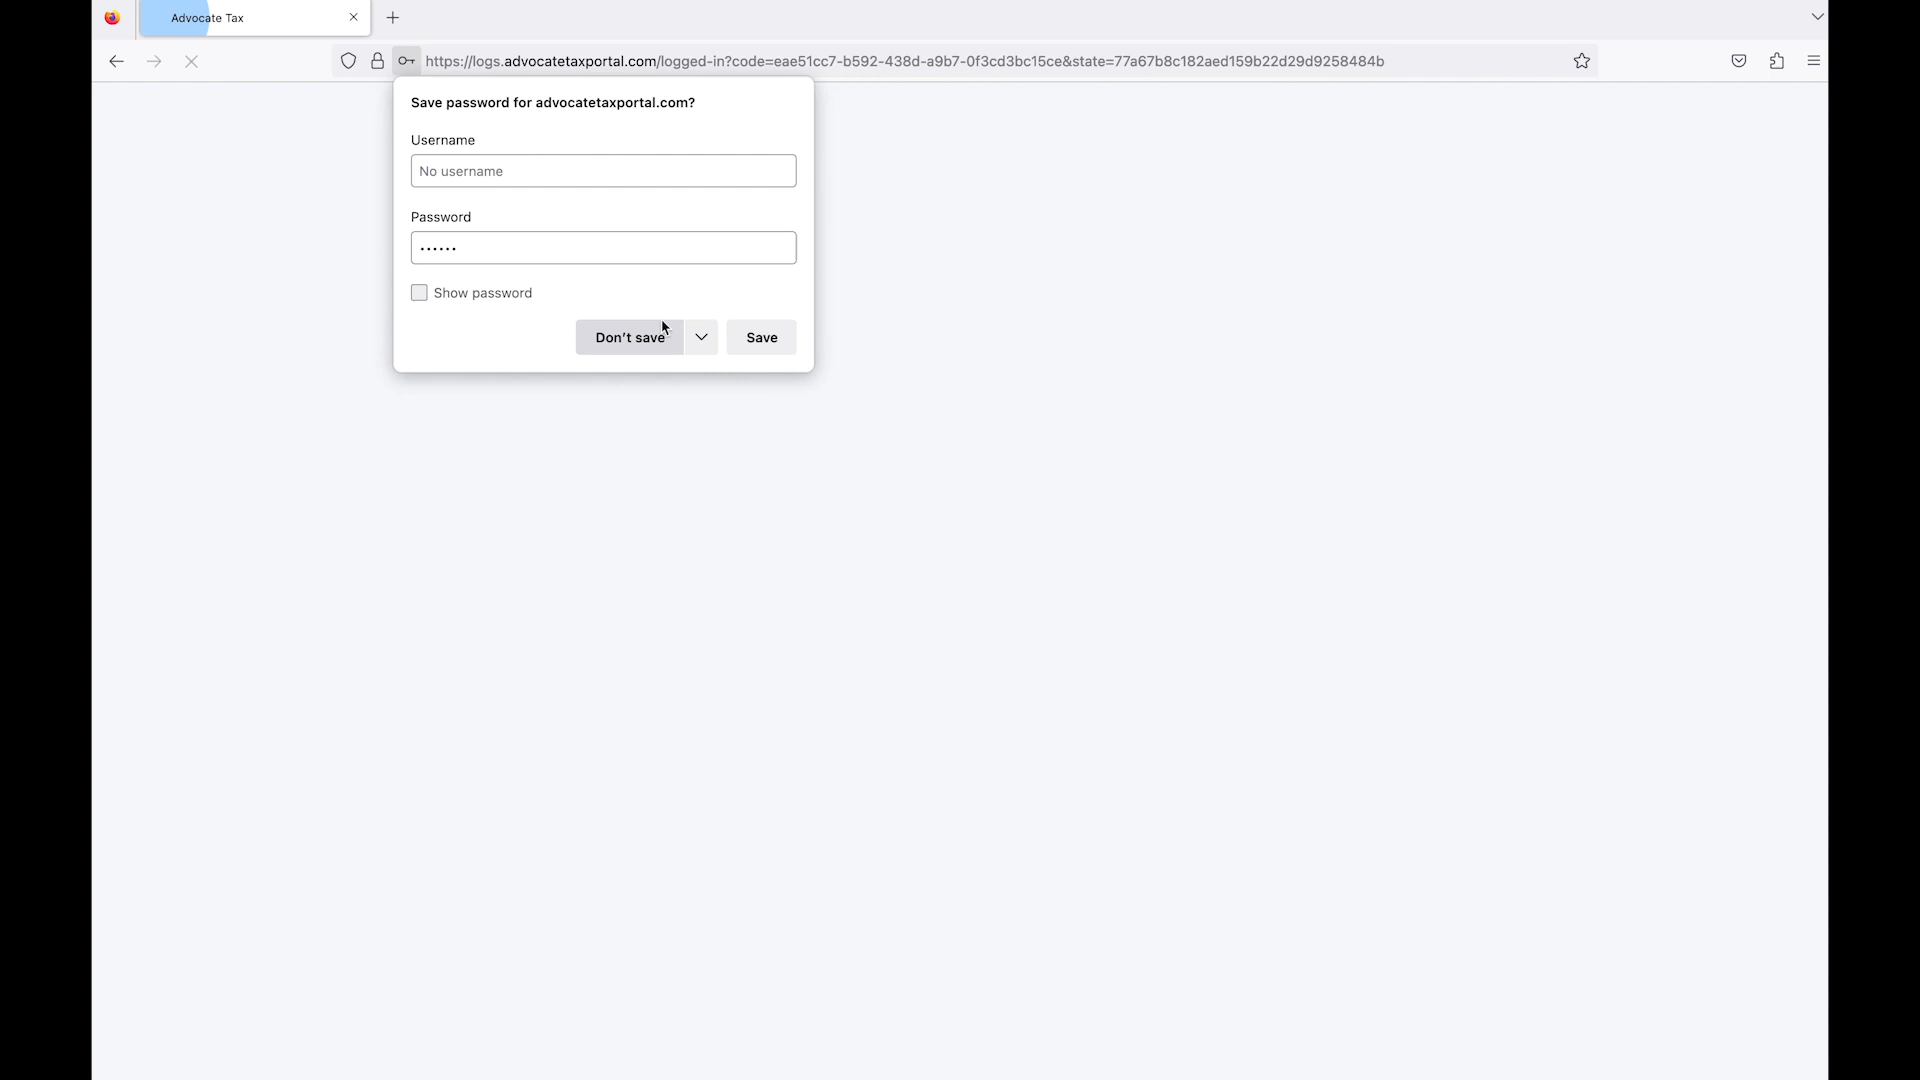 Advocate Tax
https://logs.advocatetaxportal.com/logged-in?code=eae51cc7-b592-438d-a9b7-0f3cd3bc15ce&state=77a67b8c182aed159b22d29d9258484b
Save password for advocatetaxportal.com?
Username
No username
Password
••••••
Show password
Don't save
Save